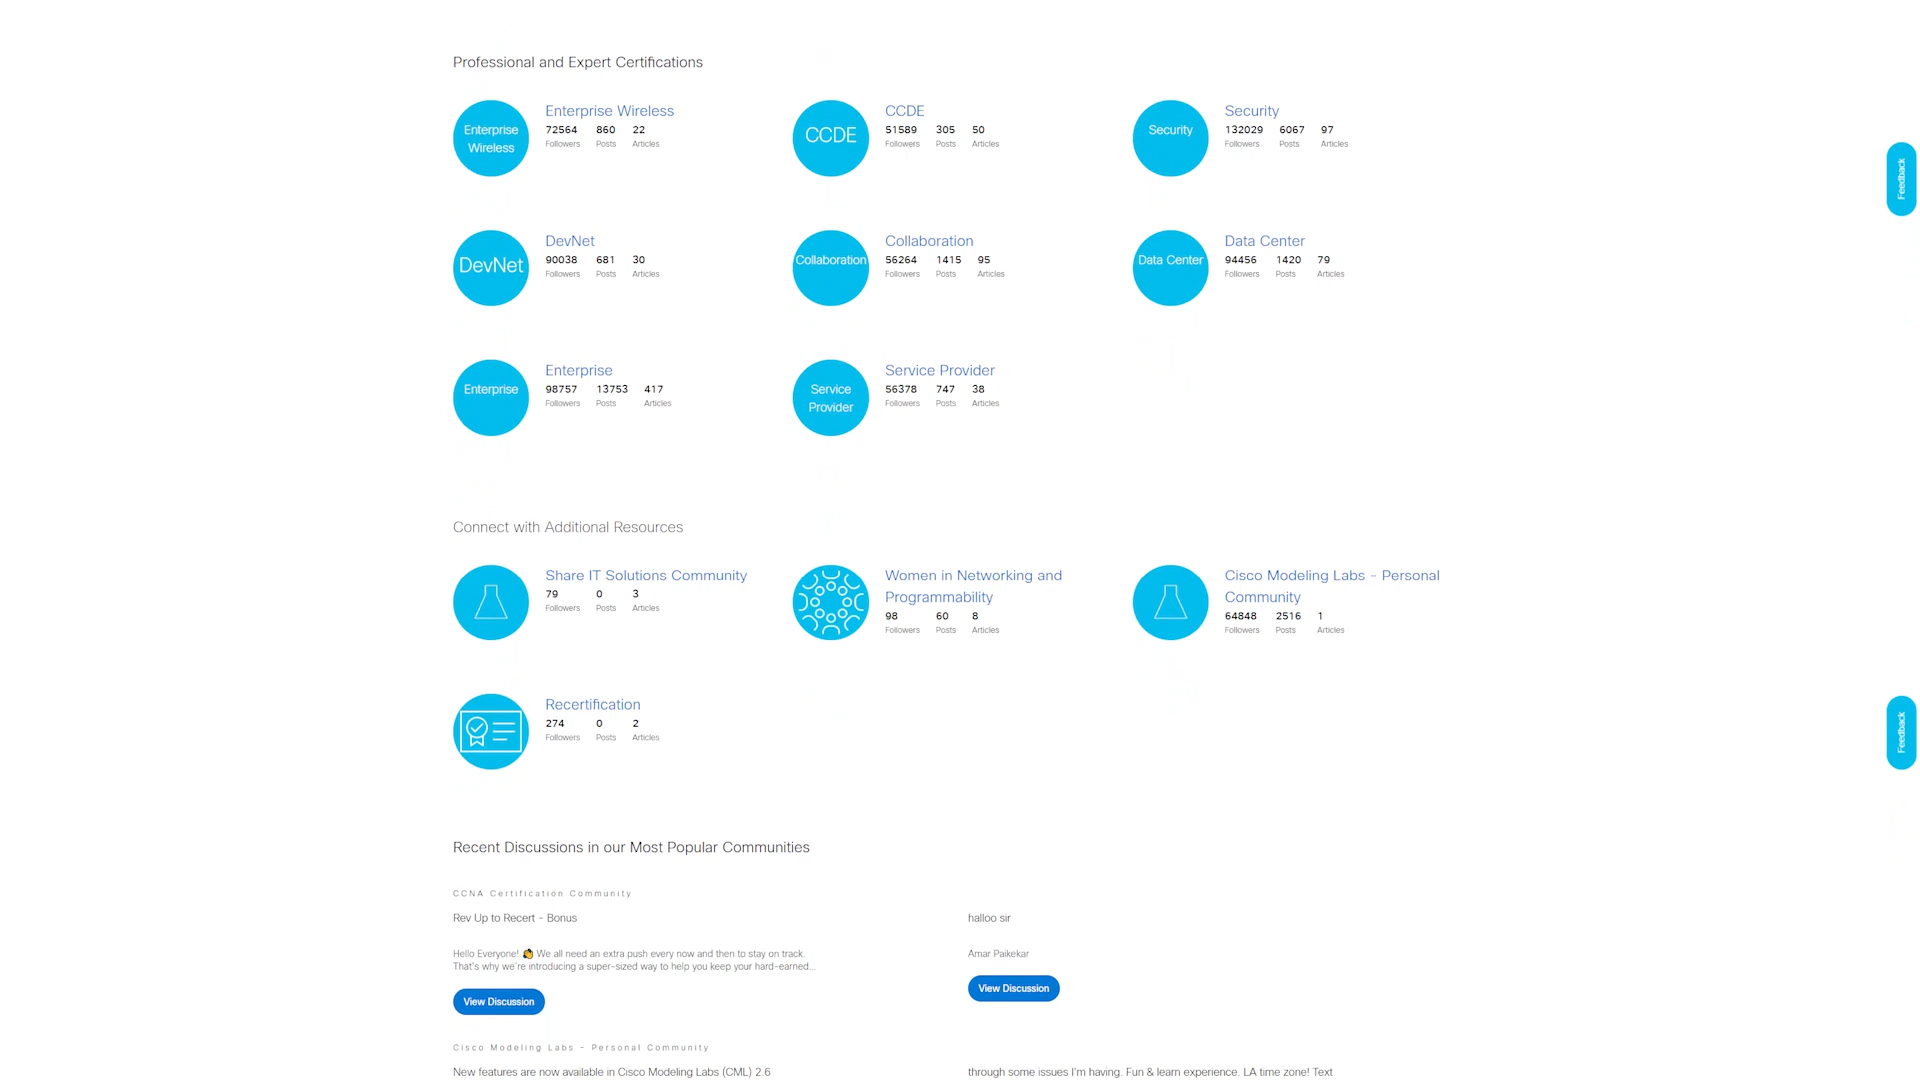 Professional and Expert Certifications
Enterprise
Wireless
Enterprise Wireless
72564 860 22
Followers Posts Articles
CCDE
CCDE
51589 305 50
Followers Posts Articles
Security
Security
132029 6067 97
Followers Posts Articles
Feedback
DevNet
DevNet
90038 681 30
Followers Posts Articles
Collaboration
Collaboration
56264 1415 95
Followers Posts Articles
Data Center
Data Center
94456 1420 79
Followers Posts Articles
Enterprise
Enterprise
98757 13753 417
Followers Posts Articles
Service
Provider
Service Provider
56378 747 38
Followers Posts Articles
Connect with Additional Resources
Share IT Solutions Community
79 0 3
Followers Posts Articles
Women in Networking and
Programmability
98 60 8
Followers Posts Articles
Cisco Modeling Labs - Personal
Community
64848 2516 1
Followers Posts Articles
Recertification
274 0 2
Followers Posts Articles
Feedback
Recent Discussions in our Most Popular Communities
CCNA Certification Community
Rev Up to Recert - Bonus
Hello Everyone! 👏 We all need an extra push every now and then to stay on track.
That's why we're introducing a super-sized way to help you keep your hard-earned...
View Discussion
halloo sir
Amar Paikekar
View Discussion
Cisco Modeling Labs - Personal Community
New features are now available in Cisco Modeling Labs (CML) 2.6
through some issues I'm having. Fun & learn experience. LA time zone! Text